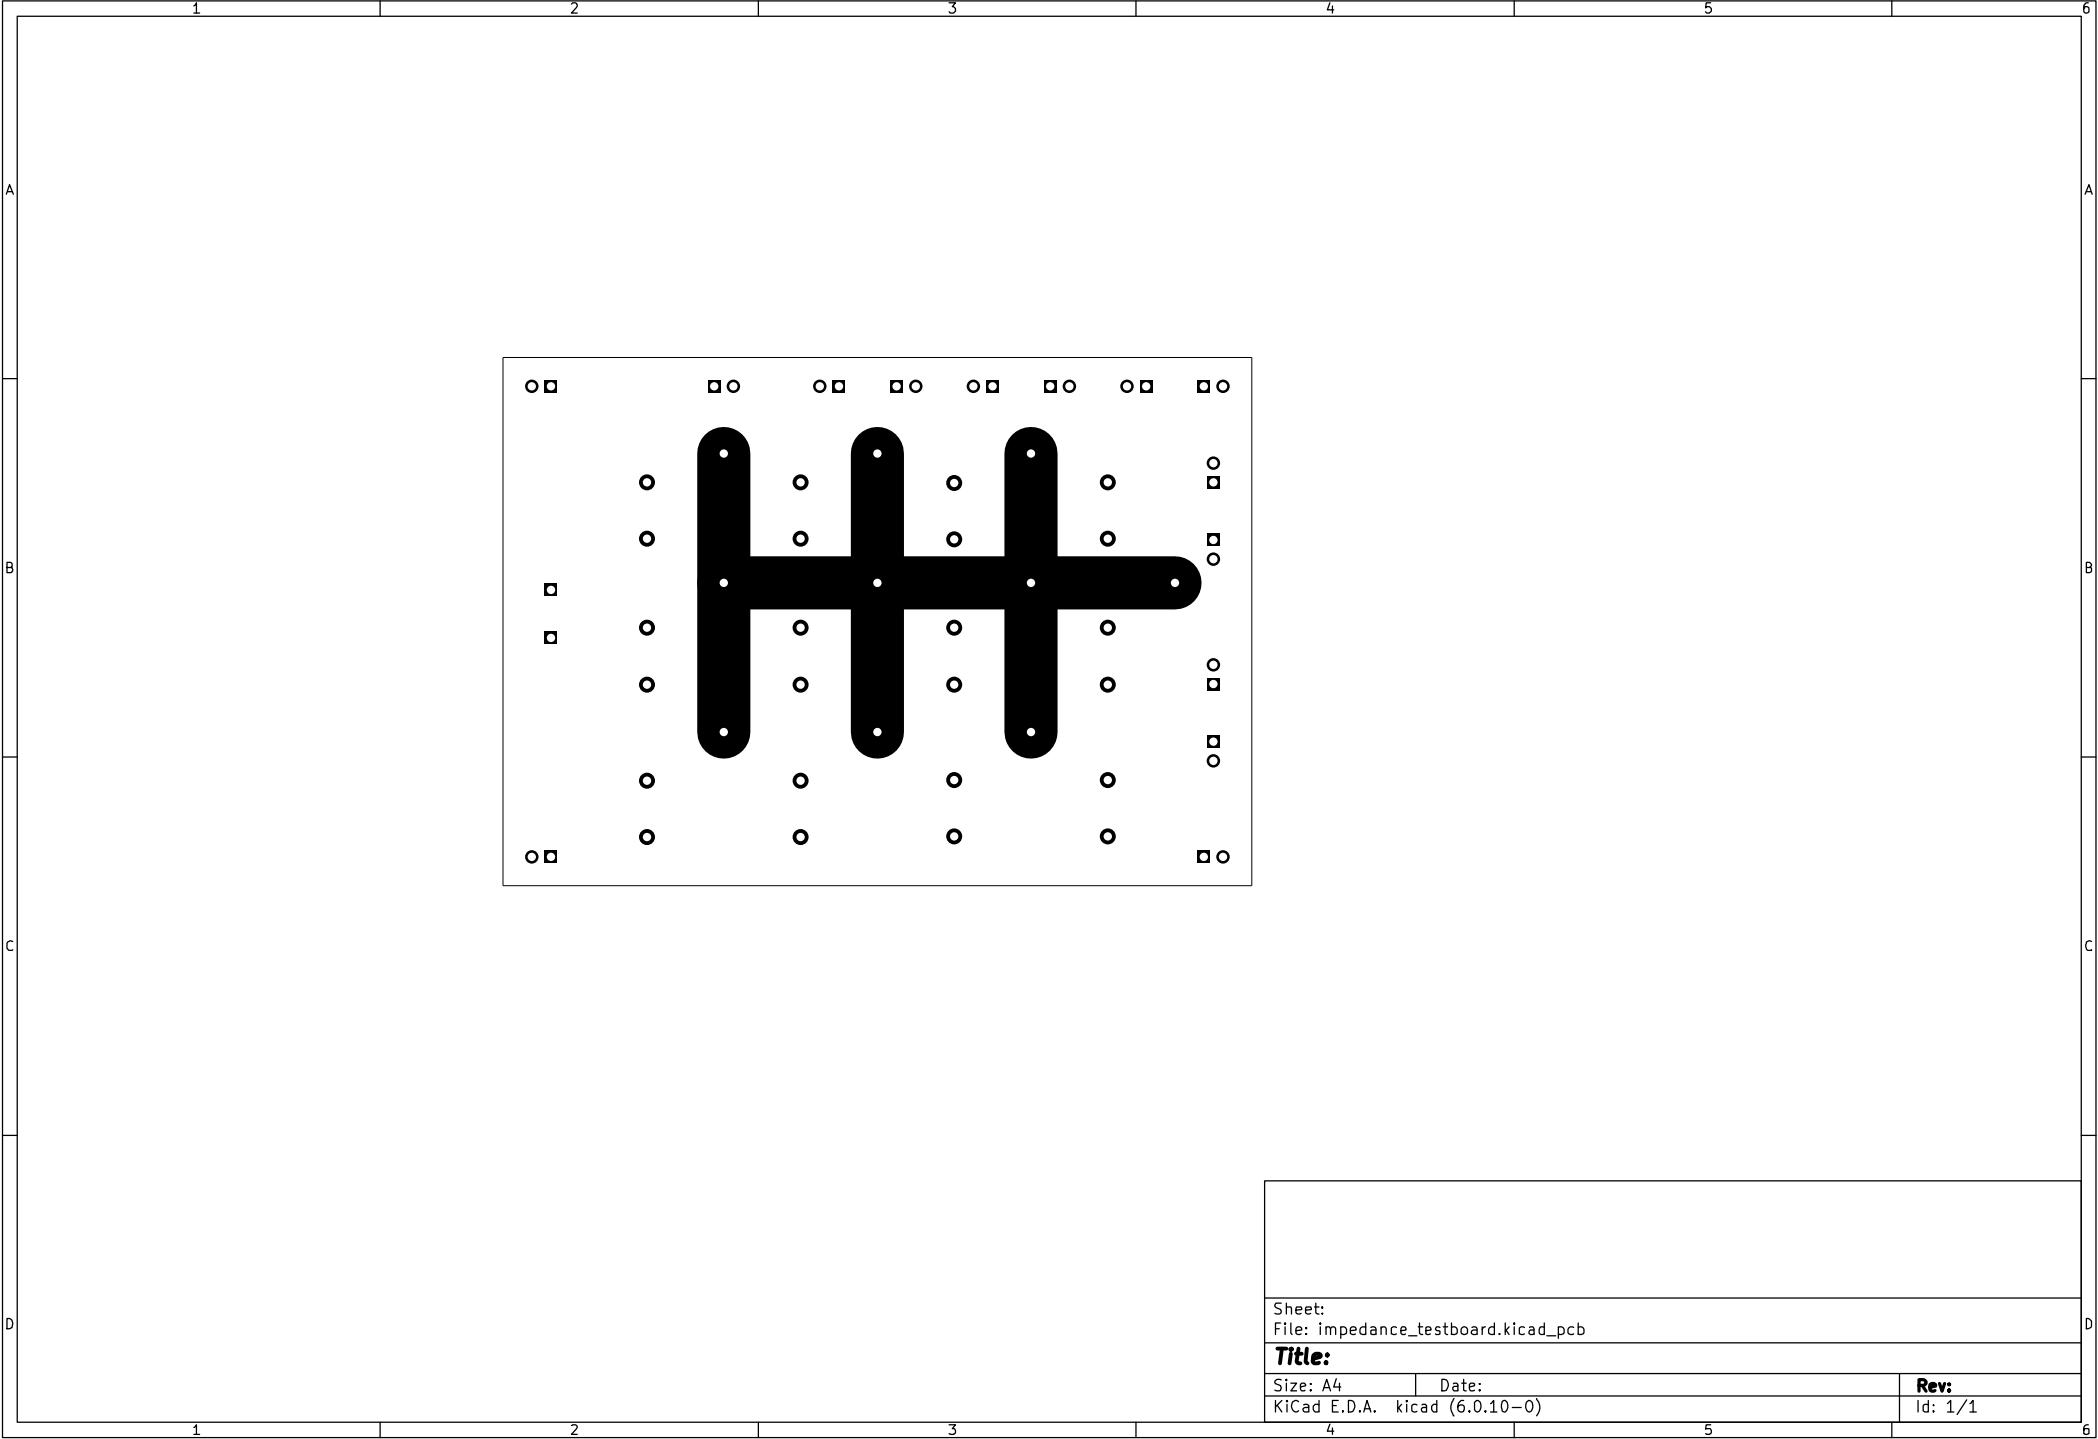 1 2 3 4 5 6
A A
B B
C C
D D
Sheet:
File: impedance_testboard.kicad_pcb
Title:
Size: A4 Date: Rev:
KiCad E.D.A. kicad (6.0.10-0) Id: 1/1
1 2 3 4 5 6